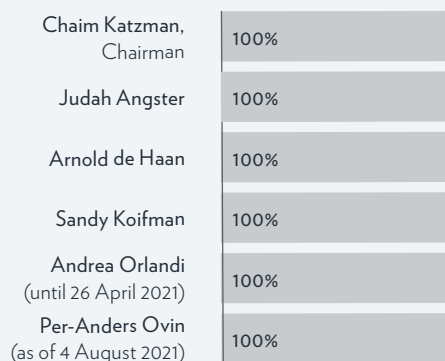 Chaim Katzman,
Chairman
100%
Judah Angster
100%
Arnold de Haan
100%
Sandy Koifman
100%
Andrea Orlandi
(until 26 April 2021)
100%
Per-Anders Ovin
(as of 4 August 2021)
100%